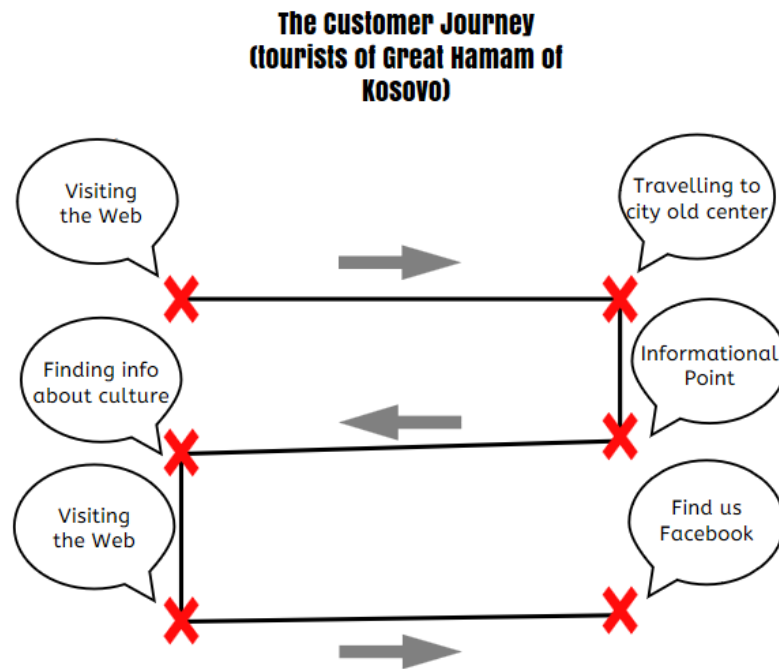 The Customer Journey
(tourists of Great Hamam of
Kosovo)
Visiting
the Web
Travelling to
city old center
Informational
Point
Finding info
about culture
Visiting
the Web
Find us
Facebook